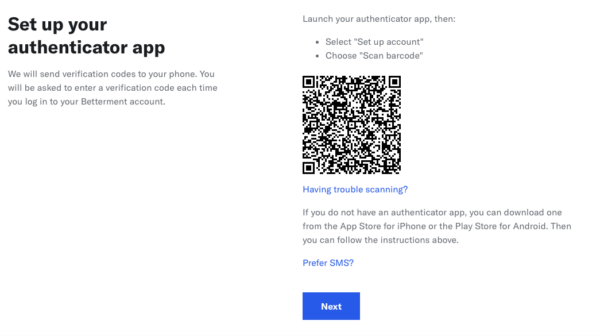 Set up your
authenticator app
We will send verification codes to your phone. You
will be asked to enter a verification code each time
you log in to your Betterment account.
Launch your authenticator app, then:
• Select "Set up account"
• Choose "Scan barcode"
Having trouble scanning?
If you do not have an authenticator app, you can download one
from the App Store for iPhone or the Play Store for Android. Then
you can follow the instructions above.
Prefer SMS?
Next